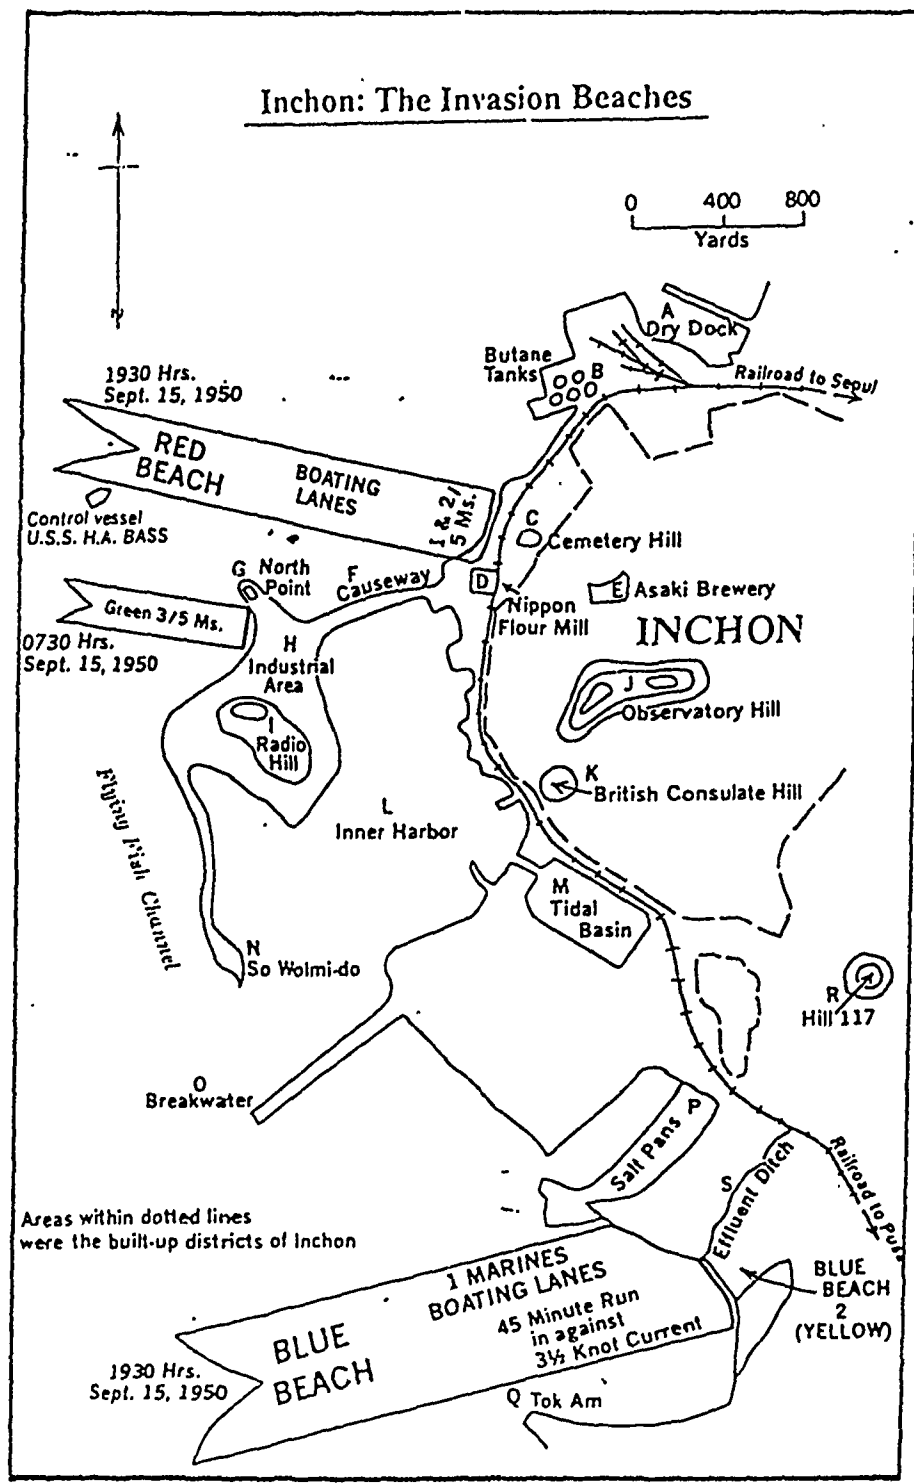 Inchon: The Invasion Beaches
0 400 800
Yards
N
A
Dry Dock
Butane
Tanks
B
Railroad to Seoul
1930 Hrs.
Sept. 15, 1950
RED
BEACH
BOATING
LANES
1 & 2/
5 Ms.
Control vessel
U.S.S. H.A. BASS
C
Cemetery Hill
G
North
Point
F
Causeway
D
Nippon
Flour Mill
E
Asaki Brewery
INCHON
Green 3/5 Ms.
0730 Hrs.
Sept. 15, 1950
H
Industrial
Area
I
Radio
Hill
J
Observatory Hill
K
British Consulate Hill
Flying Fish Channel
L
Inner Harbor
M
Tidal
Basin
N
So Wolmi-do
R
Hill 117
O
Breakwater
P
Salt Pans
S
Effluent Ditch
Railroad to
Areas within dotted lines
were the built-up districts of Inchon
1 MARINES
BOATING LANES
45 Minute Run
in against
3½ Knot Current
BLUE
BEACH
BLUE
BEACH
2
(YELLOW)
1930 Hrs.
Sept. 15, 1950
Q Tok Am